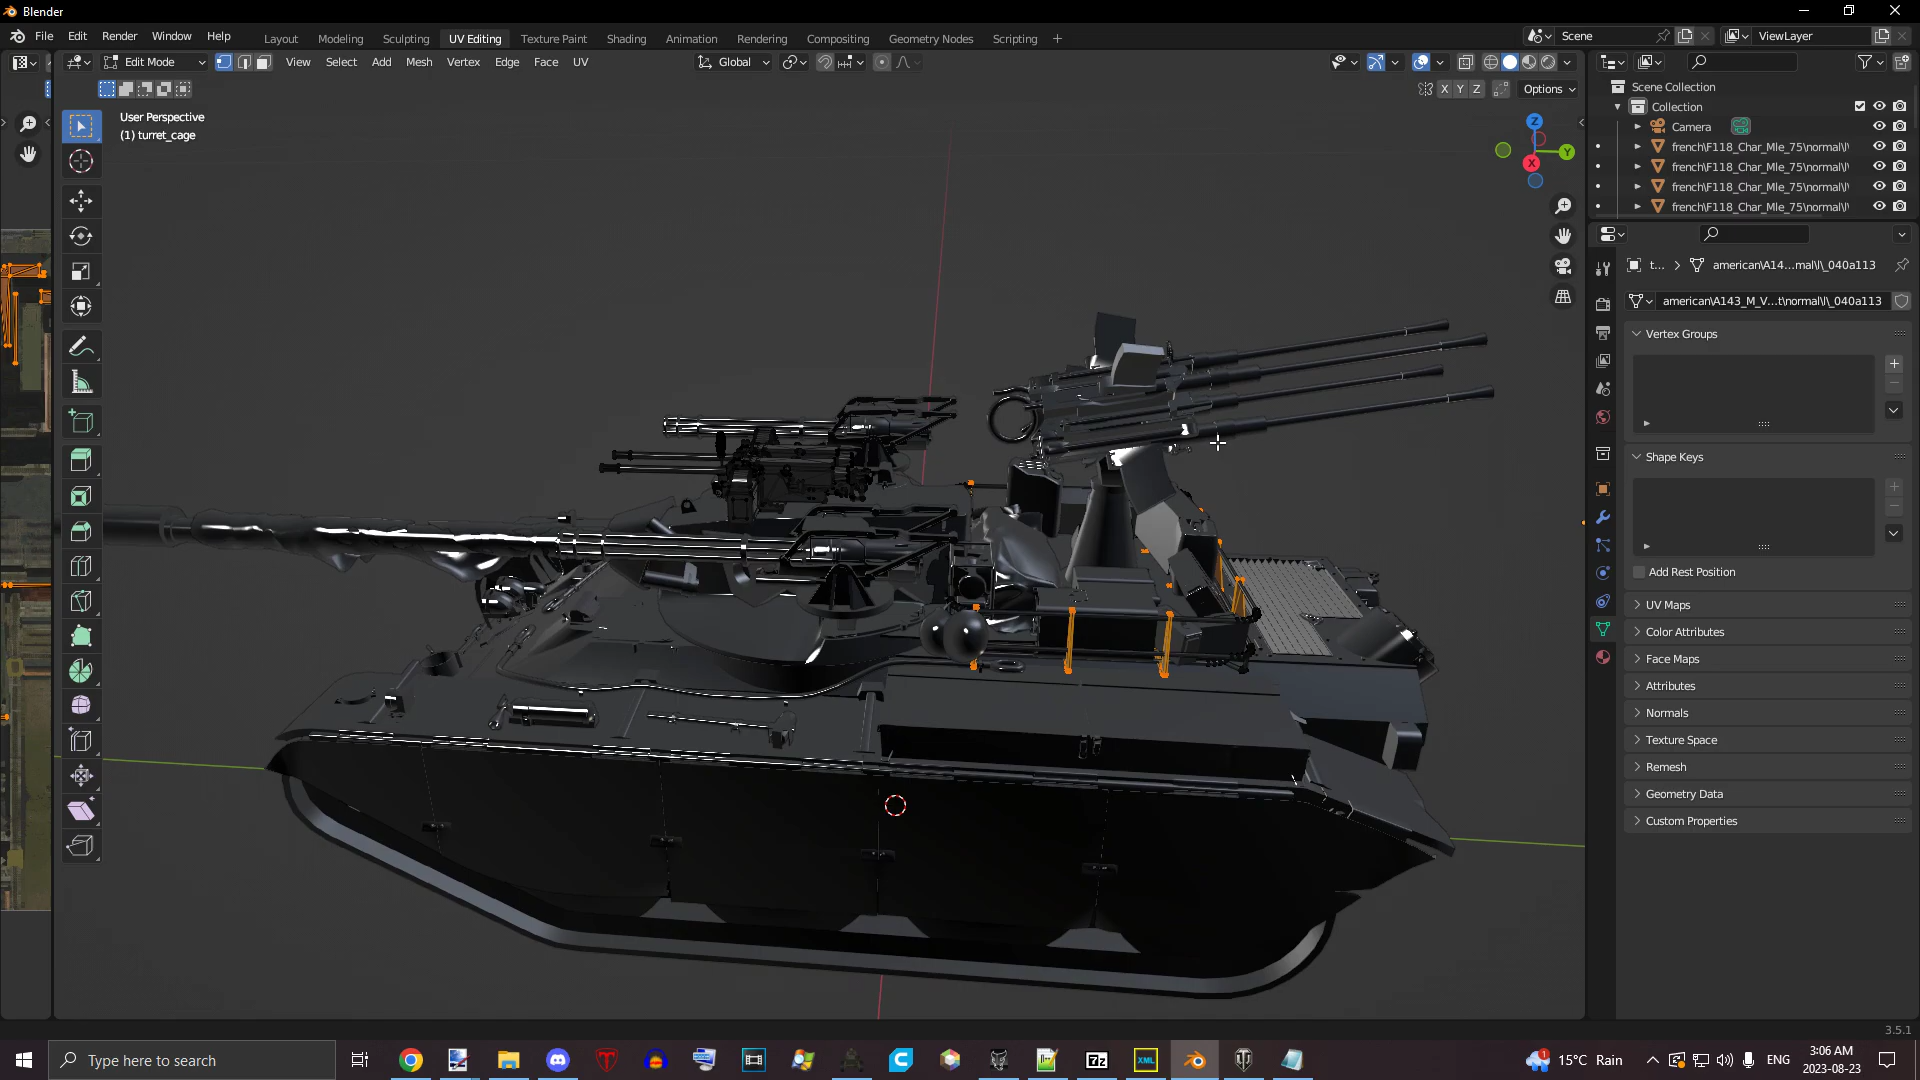 Blender
File Edit Render Window Help
Layout Modeling Sculpting UV Editing Texture Paint Shading Animation Rendering Compositing Geometry Nodes Scripting +
Scene
ViewLayer
Edit Mode View Select Add Mesh Vertex Edge Face UV
Global
X Y Z Options
User Perspective
(1) turret_cage
Z
Y
X
Scene Collection
Collection
Camera
french\F118_Char_Mle_75\normal\l\
french\F118_Char_Mle_75\normal\l\
french\F118_Char_Mle_75\normal\l\
french\F118_Char_Mle_75\normal\l\
t... > american\A14...mal\l\_040a113
american\A143_M_V...t\normal\l\_040a113
Vertex Groups
Shape Keys
Add Rest Position
UV Maps
Color Attributes
Face Maps
Attributes
Normals
Texture Space
Remesh
Geometry Data
Custom Properties
3.5.1
Type here to search
7z
XML
1
15°C Rain
ENG
3:06 AM
2023-08-23